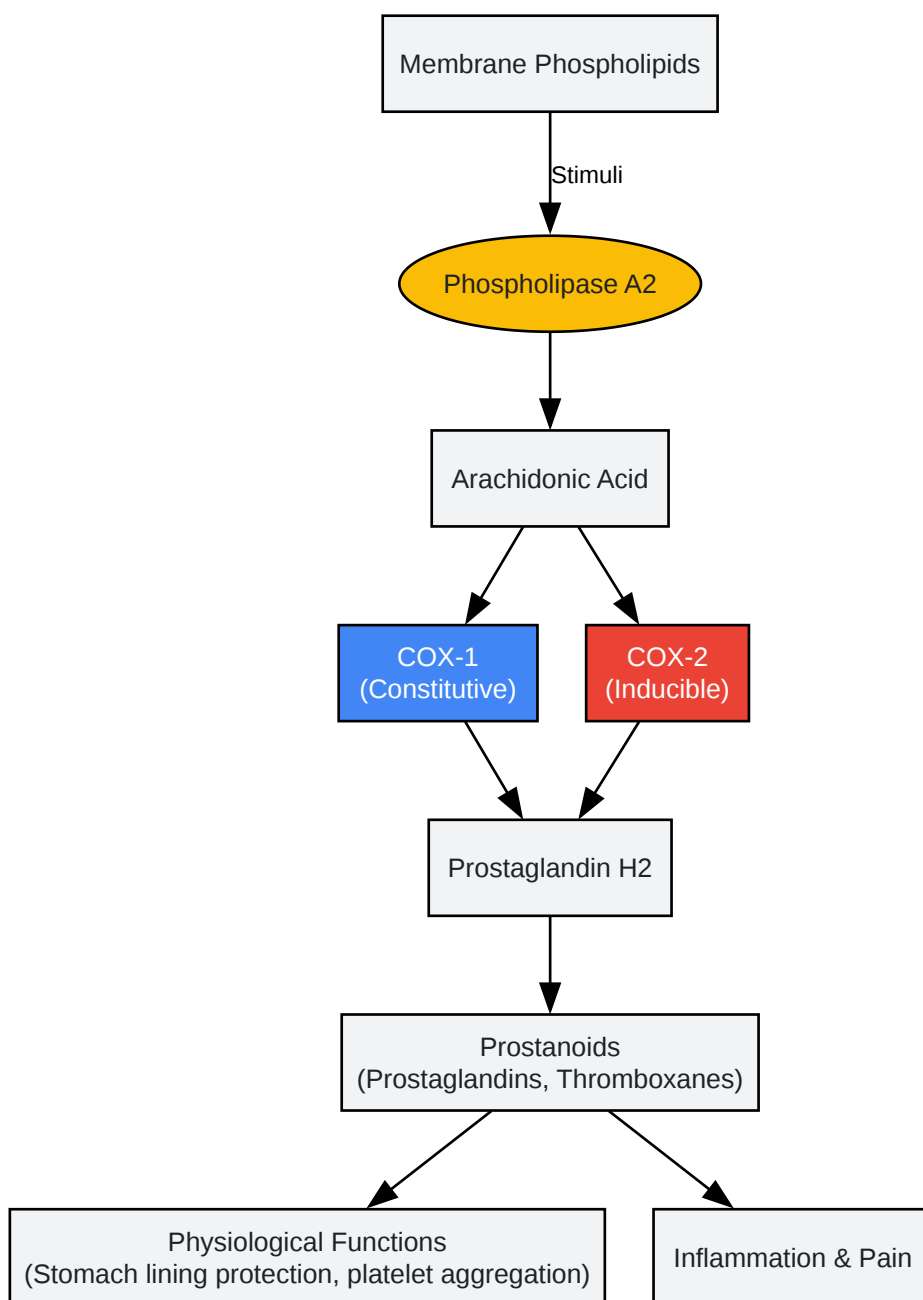 Membrane Phospholipids
Stimuli
Phospholipase A2
Arachidonic Acid
COX-1
(Constitutive)
COX-2
(Inducible)
Prostaglandin H2
Prostanoids
(Prostaglandins, Thromboxanes)
Physiological Functions
(Stomach lining protection, platelet aggregation)
Inflammation & Pain